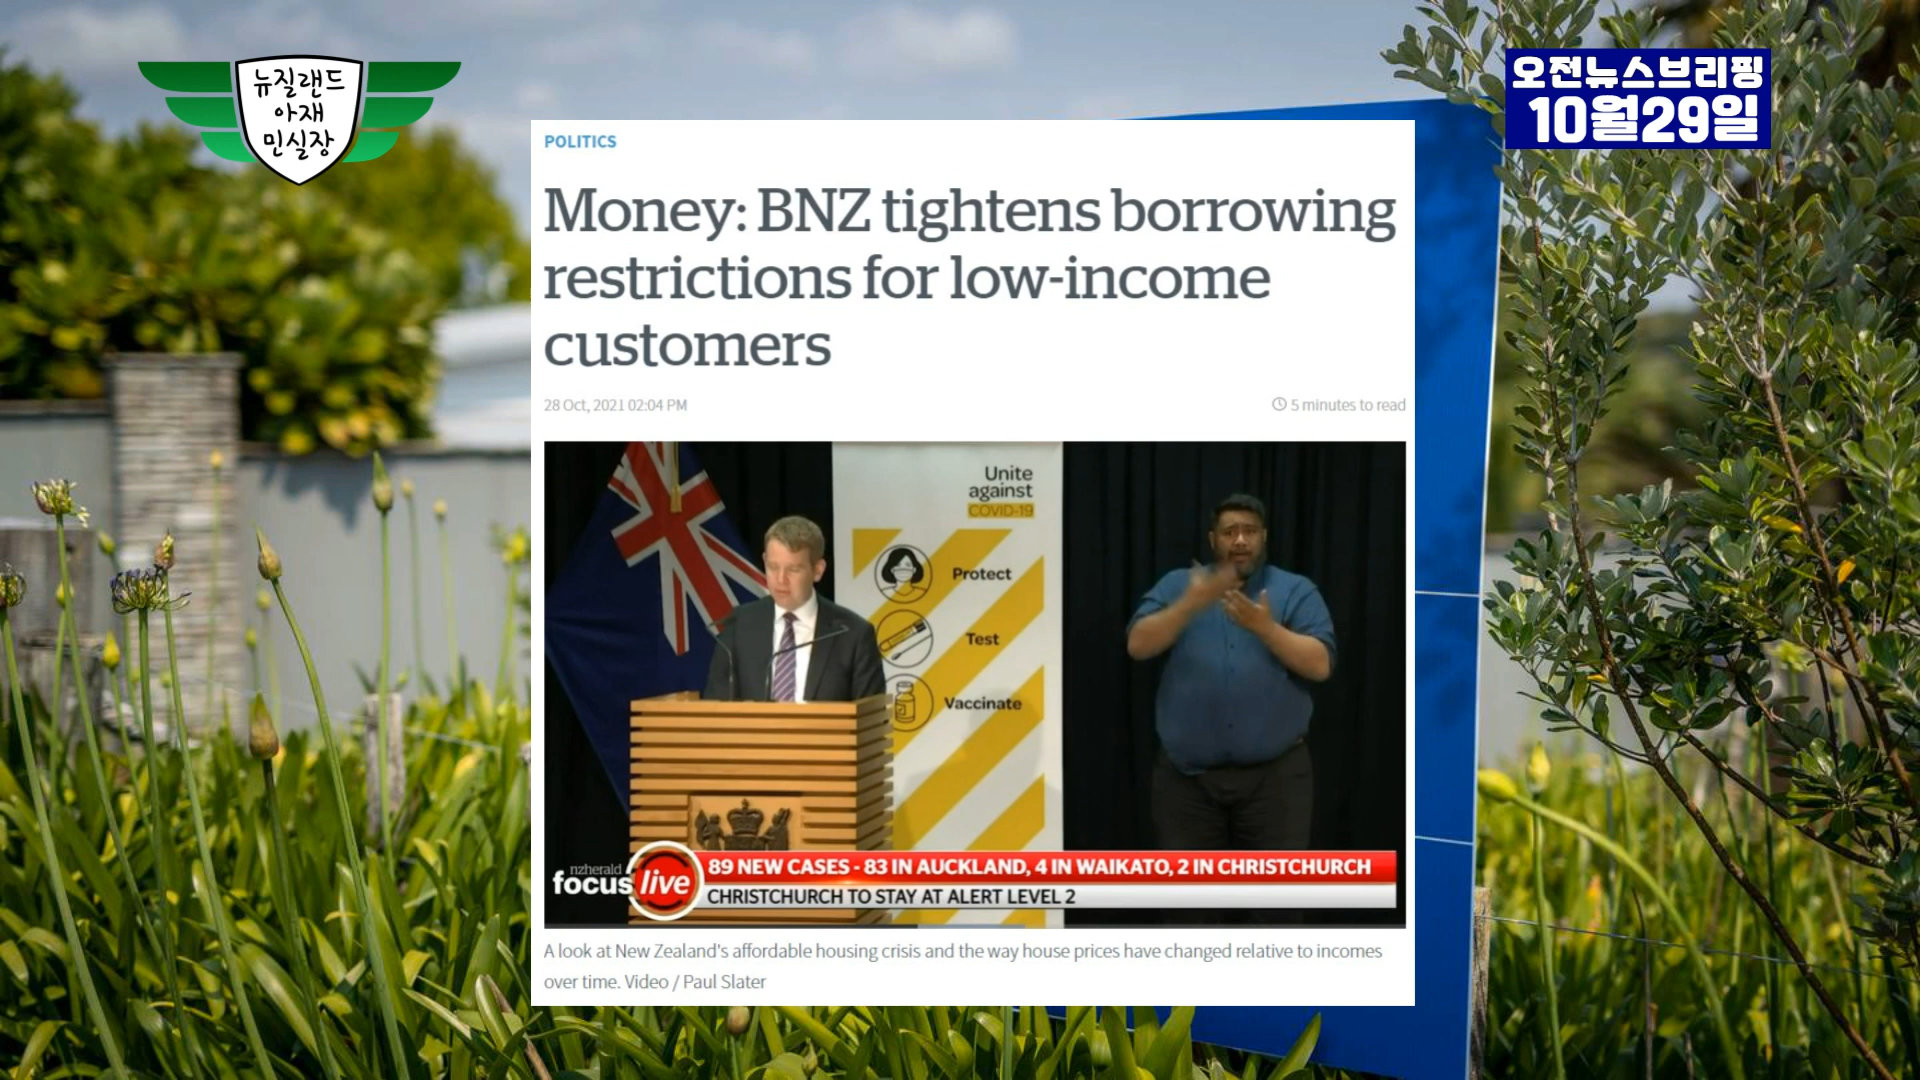 뉴질랜드
아재
민실장
오전뉴스브리핑
10월29일
POLITICS
Money: BNZ tightens borrowing
restrictions for low-income
customers
28 Oct, 2021 02:04 PM
5 minutes to read
Unite
against
COVID-19
Protect
Test
Vaccinate
nzherald
focus live
89 NEW CASES - 83 IN AUCKLAND, 4 IN WAIKATO, 2 IN CHRISTCHURCH
CHRISTCHURCH TO STAY AT ALERT LEVEL 2
A look at New Zealand's affordable housing crisis and the way house prices have changed relative to incomes
over time. Video / Paul Slater